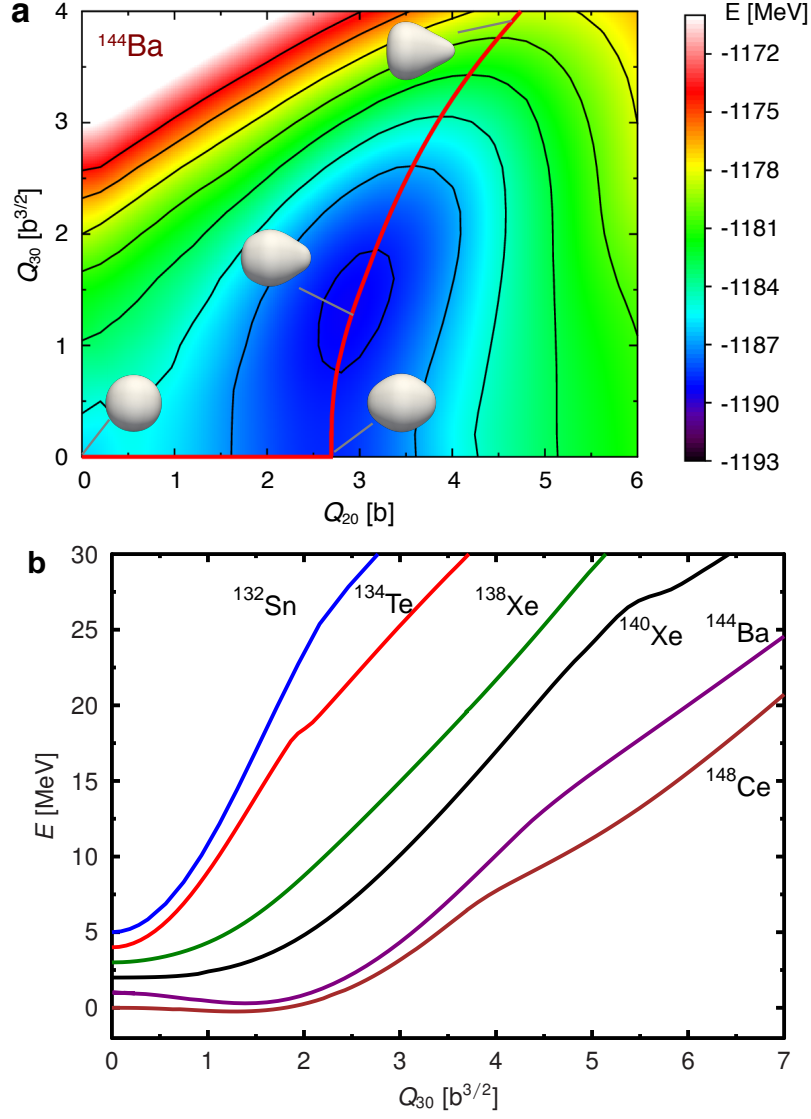 a
E [MeV]
¹⁴⁴Ba
4
3
2
1
0
Q₃₀ [b³/²]
0 1 2 3 4 5 6
Q₂₀ [b]
-1172
-1175
-1178
-1181
-1184
-1187
-1190
-1193
b
30
25
20
15
10
5
0
E [MeV]
¹³²Sn ¹³⁴Te ¹³⁸Xe
¹⁴⁰Xe ¹⁴⁴Ba
¹⁴⁸Ce
0 1 2 3 4 5 6 7
Q₃₀ [b³/²]